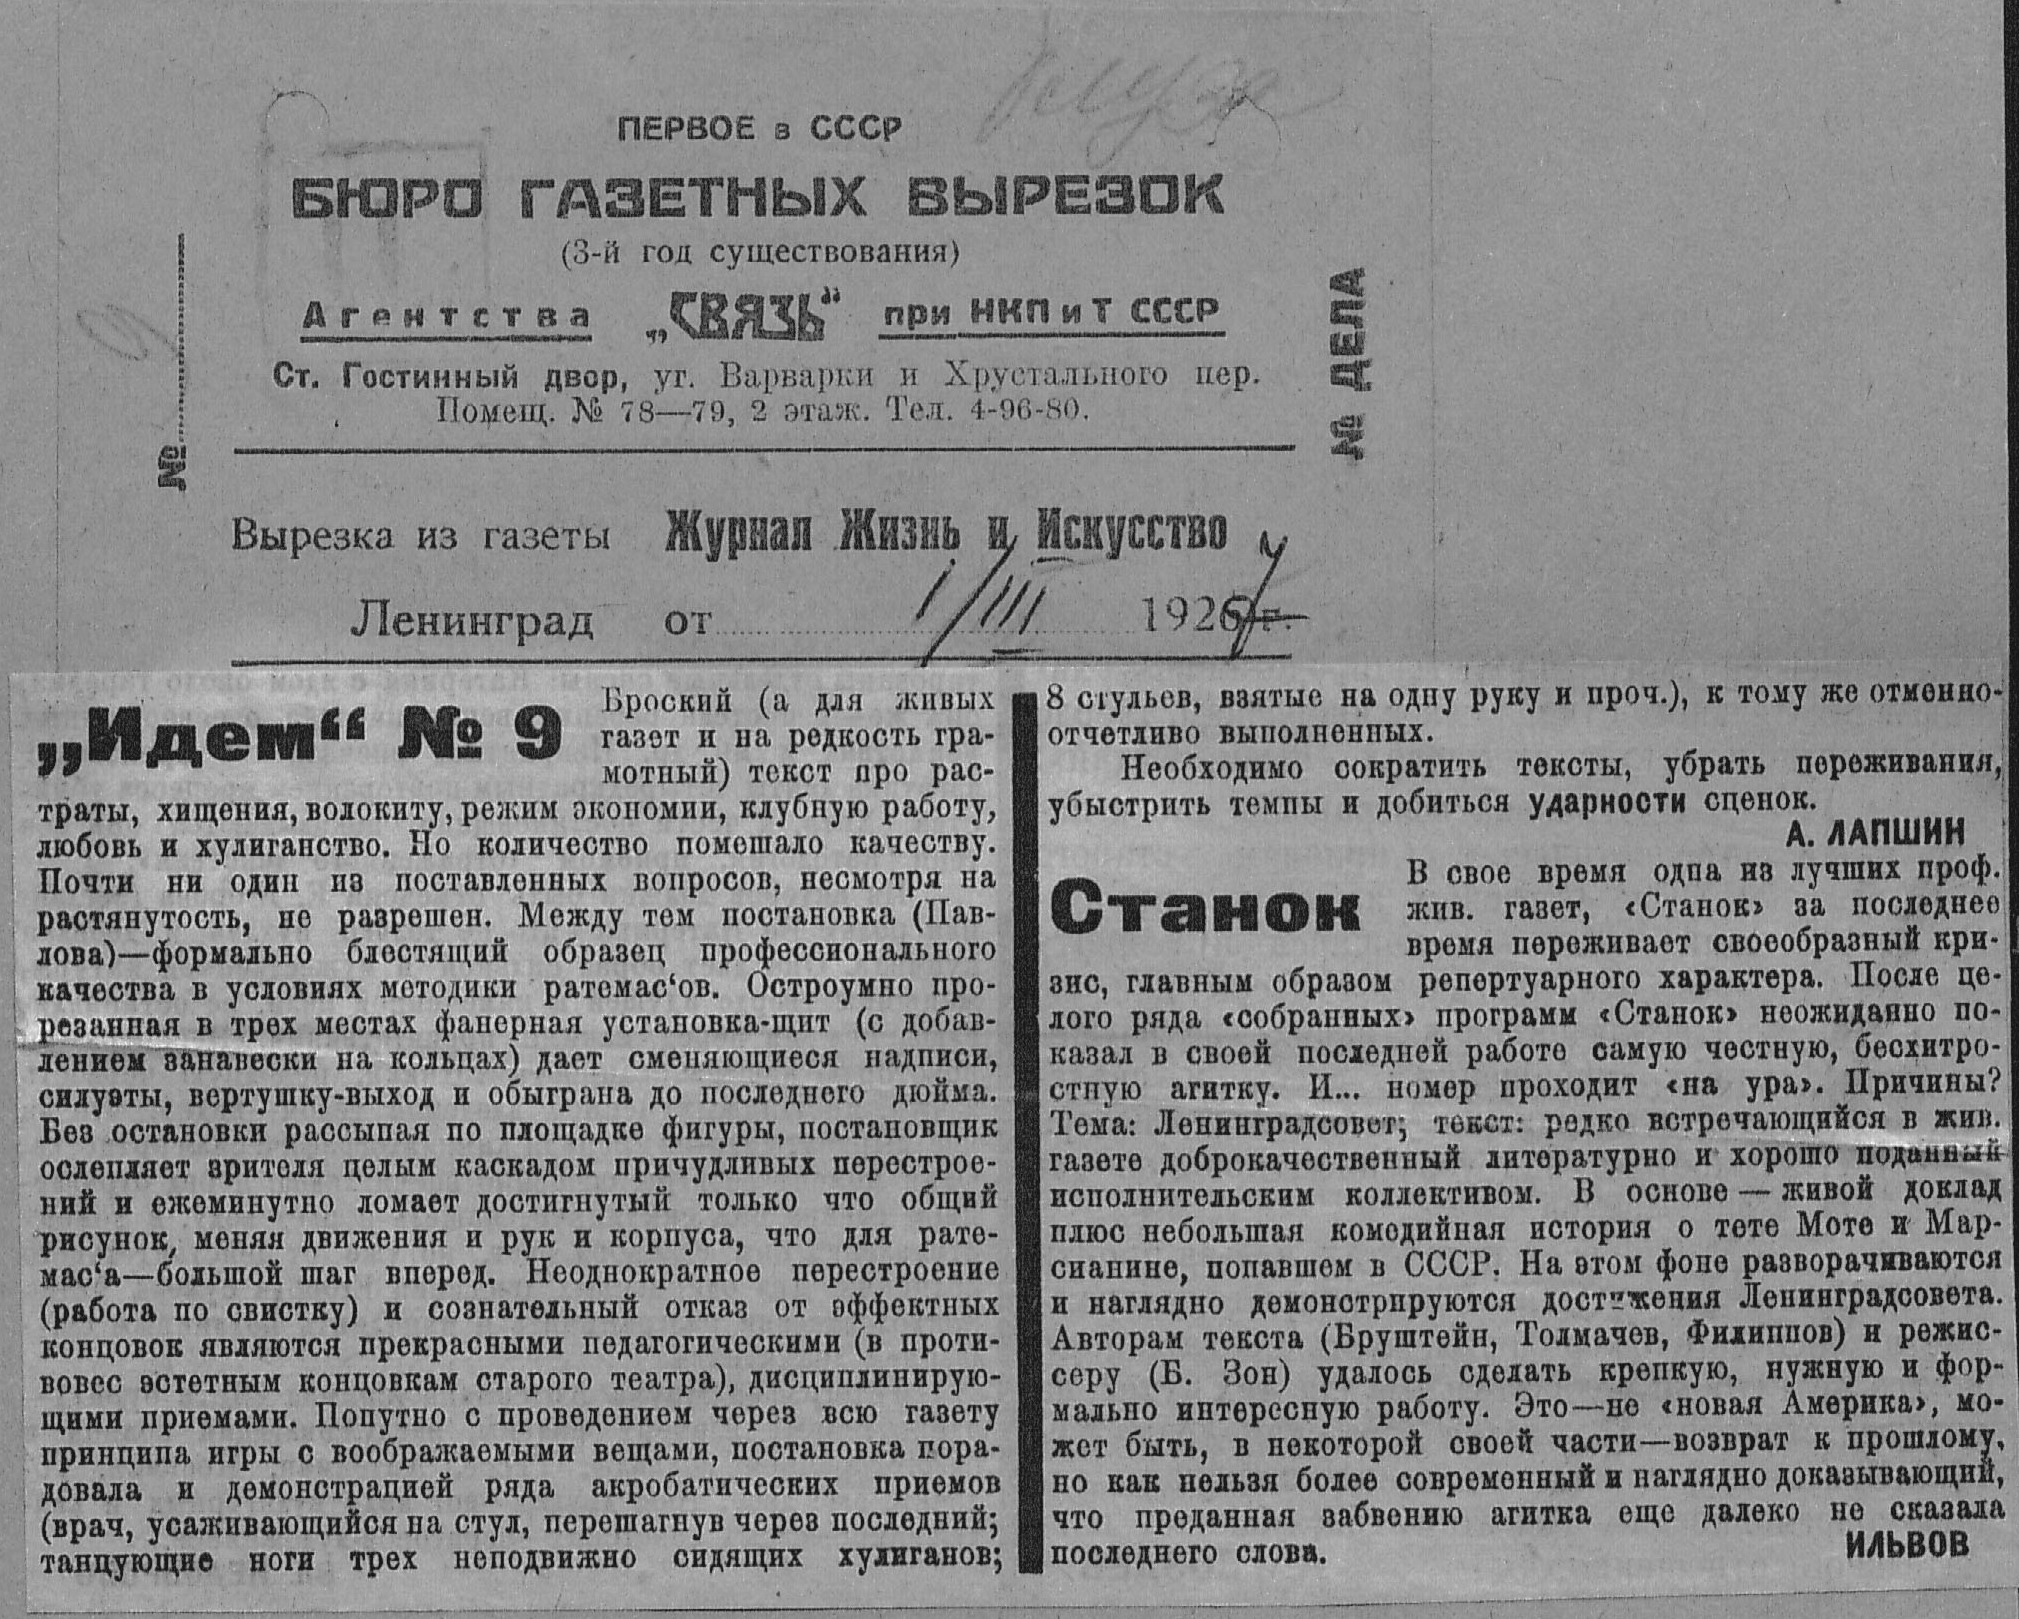 ПЕРВОЕ в СССР
БЮРО ГАЗЕТНЫХ ВЫРЕЗОК
(3-й год существования)
Агентства „СВЯЗЬ“ при НКП и Т СССР
Ст. Гостинный двор, уг. Варварки и Хрустального пер.
Помещ. № 78—79, 2 этаж. Тел. 4-96-80.
№
№ ДЕЛА
Вырезка из газеты Журнал Жизнь и Искусство
Ленинград от 1/III 1927
„Идем“ № 9
Броский (а для живых
газет и на редкость гра-
мотный) текст про рас-
траты, хищения, волокиту, режим экономии, клубную работу,
любовь и хулиганство. Но количество помешало качеству.
Почти ни один из поставленных вопросов, несмотря на
растянутость, не разрешен. Между тем постановка (Пав-
лова)—формально блестящий образец профессионального
качества в условиях методики ратемас‘ов. Остроумно про-
резанная в трех местах фанерная установка-щит (с добав-
лением занавески на кольцах) дает сменяющиеся надписи,
силуэты, вертушку-выход и обыграна до последнего дюйма.
Без остановки рассыпая по площадке фигуры, постановщик
ослепляет зрителя целым каскадом причудливых перестрое-
ний и ежеминутно ломает достигнутый только что общий
рисунок, меняя движения и рук и корпуса, что для рате-
мас‘а—большой шаг вперед. Неоднократное перестроение
(работа по свистку) и сознательный отказ от эффектных
концовок являются прекрасными педагогическими (в проти-
вовес эстетным концовкам старого театра), дисциплинирую-
щими приемами. Попутно с проведением через всю газету
принципа игры с воображаемыми вещами, постановка пора-
довала и демонстрацией ряда акробатических приемов
(врач, усаживающийся на стул, перешагнув через последний;
танцующие ноги трех неподвижно сидящих хулиганов;
8 стульев, взятые на одну руку и проч.), к тому же отменно-
отчетливо выполненных.
Необходимо сократить тексты, убрать переживания,
убыстрить темпы и добиться ударности сценок.
А. ЛАПШИН
Станок
В свое время одна из лучших проф.
жив. газет, «Станок» за последнее
время переживает своеобразный кри-
зис, главным образом репертуарного характера. После це-
лого ряда «собранных» программ «Станок» неожиданно по-
казал в своей последней работе самую честную, бесхитро-
стную агитку. И... номер проходит «на ура». Причины?
Тема: Ленинградсовет; текст: редко встречающийся в жив.
газете доброкачественный литературно и хорошо поданный
исполнительским коллективом. В основе — живой доклад
плюс небольшая комедийная история о тете Моте и Мар-
сианине, попавшем в СССР. На этом фоне разворачиваются
и наглядно демонстрируются достижения Ленинградсовета.
Авторам текста (Бруштейн, Толмачев, Филиппов) и режис-
серу (Б. Зон) удалось сделать крепкую, нужную и фор-
мально интересную работу. Это—не «новая Америка», мо-
жет быть, в некоторой своей части—возврат к прошлому,
но как нельзя более современный и наглядно доказывающий,
что преданная забвению агитка еще далеко не сказала
последнего слова.
ИЛЬВОВ